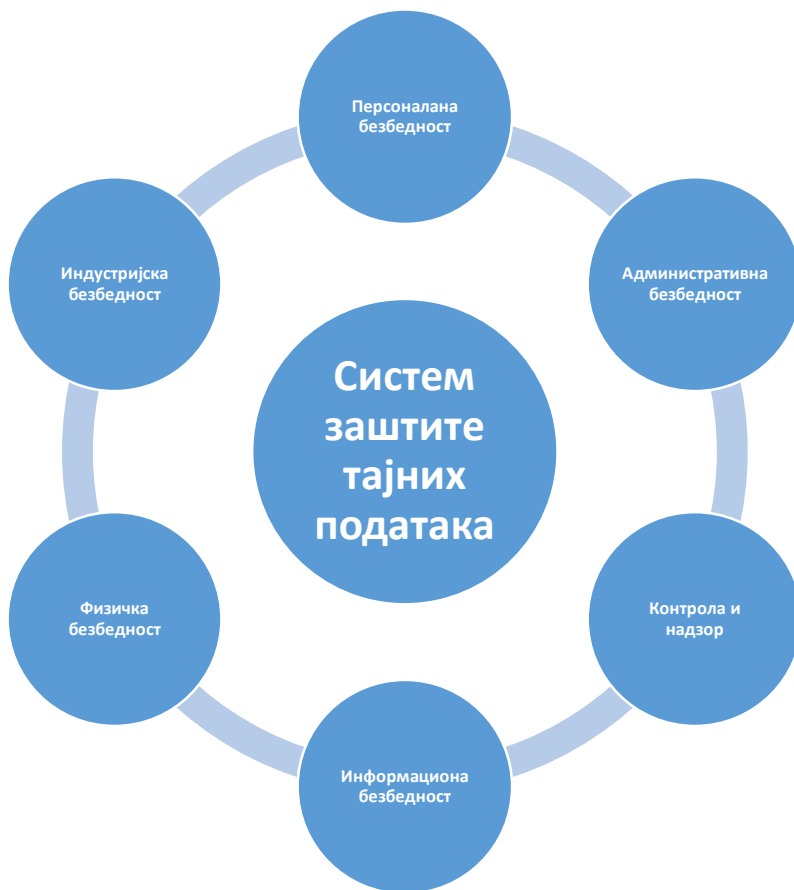 Персоналана
безбедност
Индустријска
безбедност
Административна
безбедност
Систем
заштите
тајних
података
Физичка
безбедност
Контрола и
надзор
Информациона
безбедност